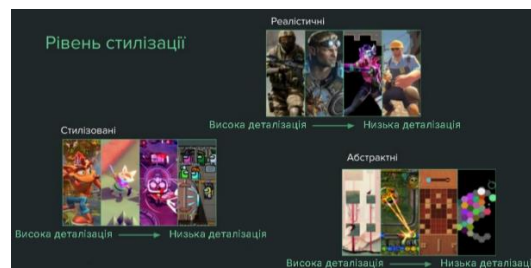 Реалістичні
Рівень стилізації
Висока деталізація
Низька деталізація
Стилізовані
Висока деталізація
Низька деталізація
Абстрактні
Висока деталізація
Низька деталізація